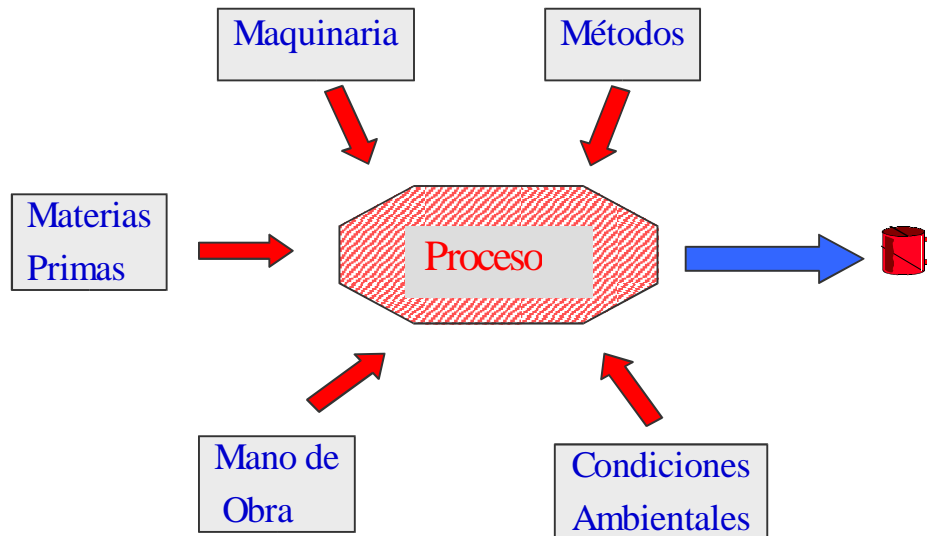 Maquinaria
Métodos
Materias
Primas
Proceso
Mano de
Obra
Condiciones
Ambientales